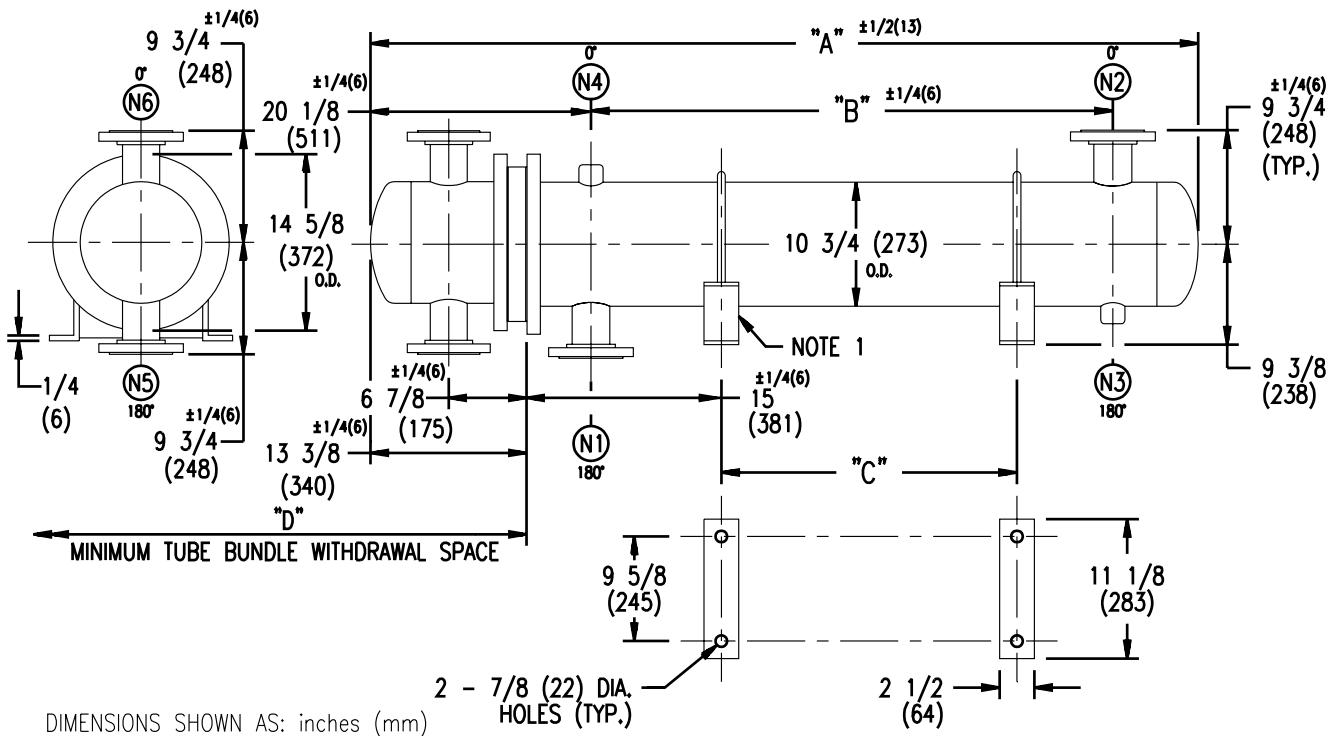 ±1/4(6)
9 3/4
(248)
0°
N6
±1/4(6)
20 1/8
(511)
"A" ±1/2(13)
0°
N4
"B" ±1/4(6)
0°
N2
±1/4(6)
9 3/4
(248)
(TYP.)
14 5/8
(372)
O.D.
10 3/4 (273)
O.D.
NOTE 1
1/4
(6)
N5
180°
±1/4(6)
9 3/4
(248)
±1/4(6)
6 7/8
(175)
±1/4(6)
13 3/8
(340)
N1
180°
±1/4(6)
15
(381)
N3
180°
9 3/8
(238)
"C"
"D"
MINIMUM TUBE BUNDLE WITHDRAWAL SPACE
9 5/8
(245)
11 1/8
(283)
2 - 7/8 (22) DIA.
HOLES (TYP.)
2 1/2
(64)
DIMENSIONS SHOWN AS: inches (mm)